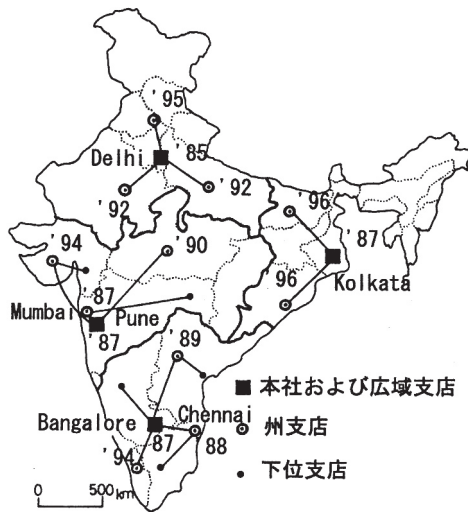 '95
'85
Delhi
'92
'92
'96
'94
'90
'87
Kolkata
'87
96
Mumbai
Pune
'87
'89
■ 本社および広域支店
Bangalore
Chennai
◎ 州支店
87
88
'94
• 下位支店
0 500km